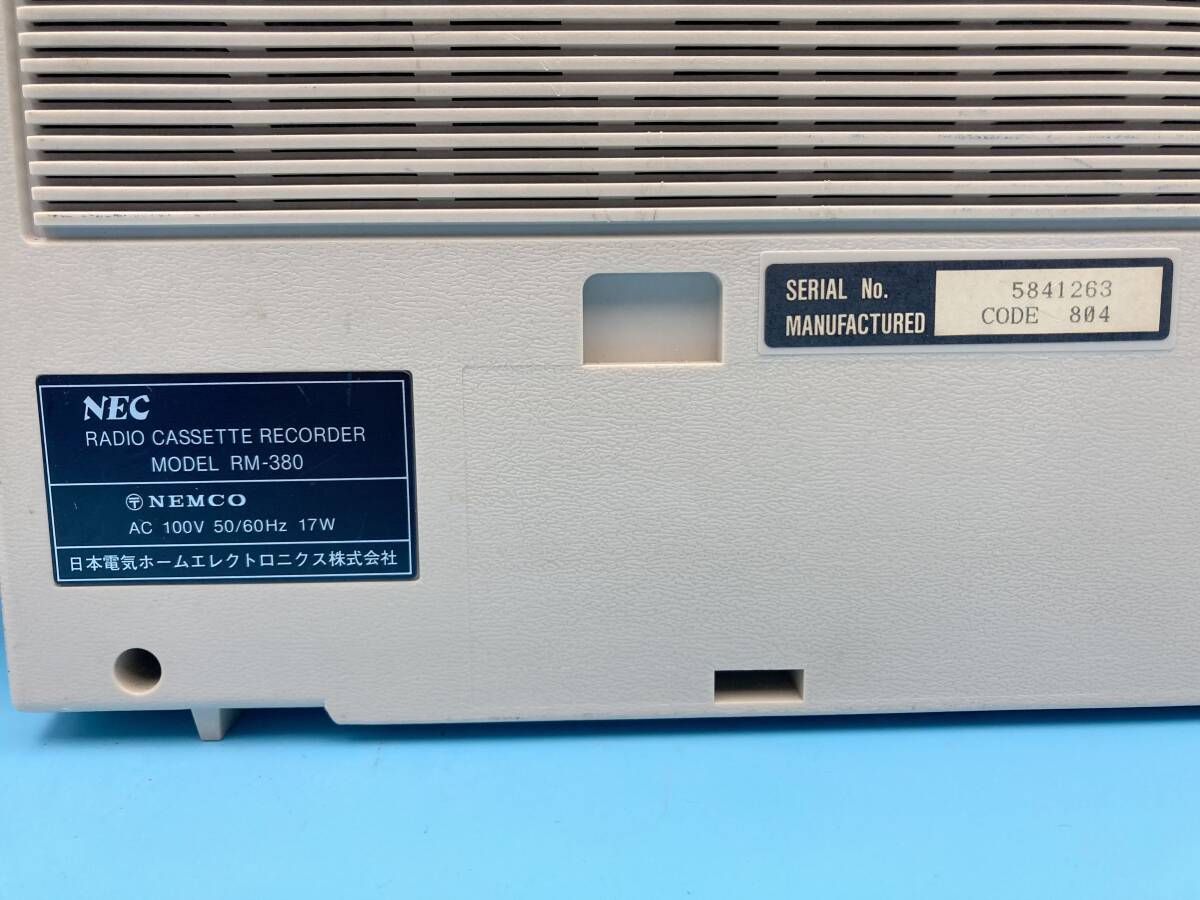 SERIAL No. 5841263
MANUFACTURED CODE 804
NEC
RADIO CASSETTE RECORDER
MODEL RM-380
〒 NEMCO
AC 100V 50/60Hz 17W
日本電気ホームエレクトロニクス株式会社